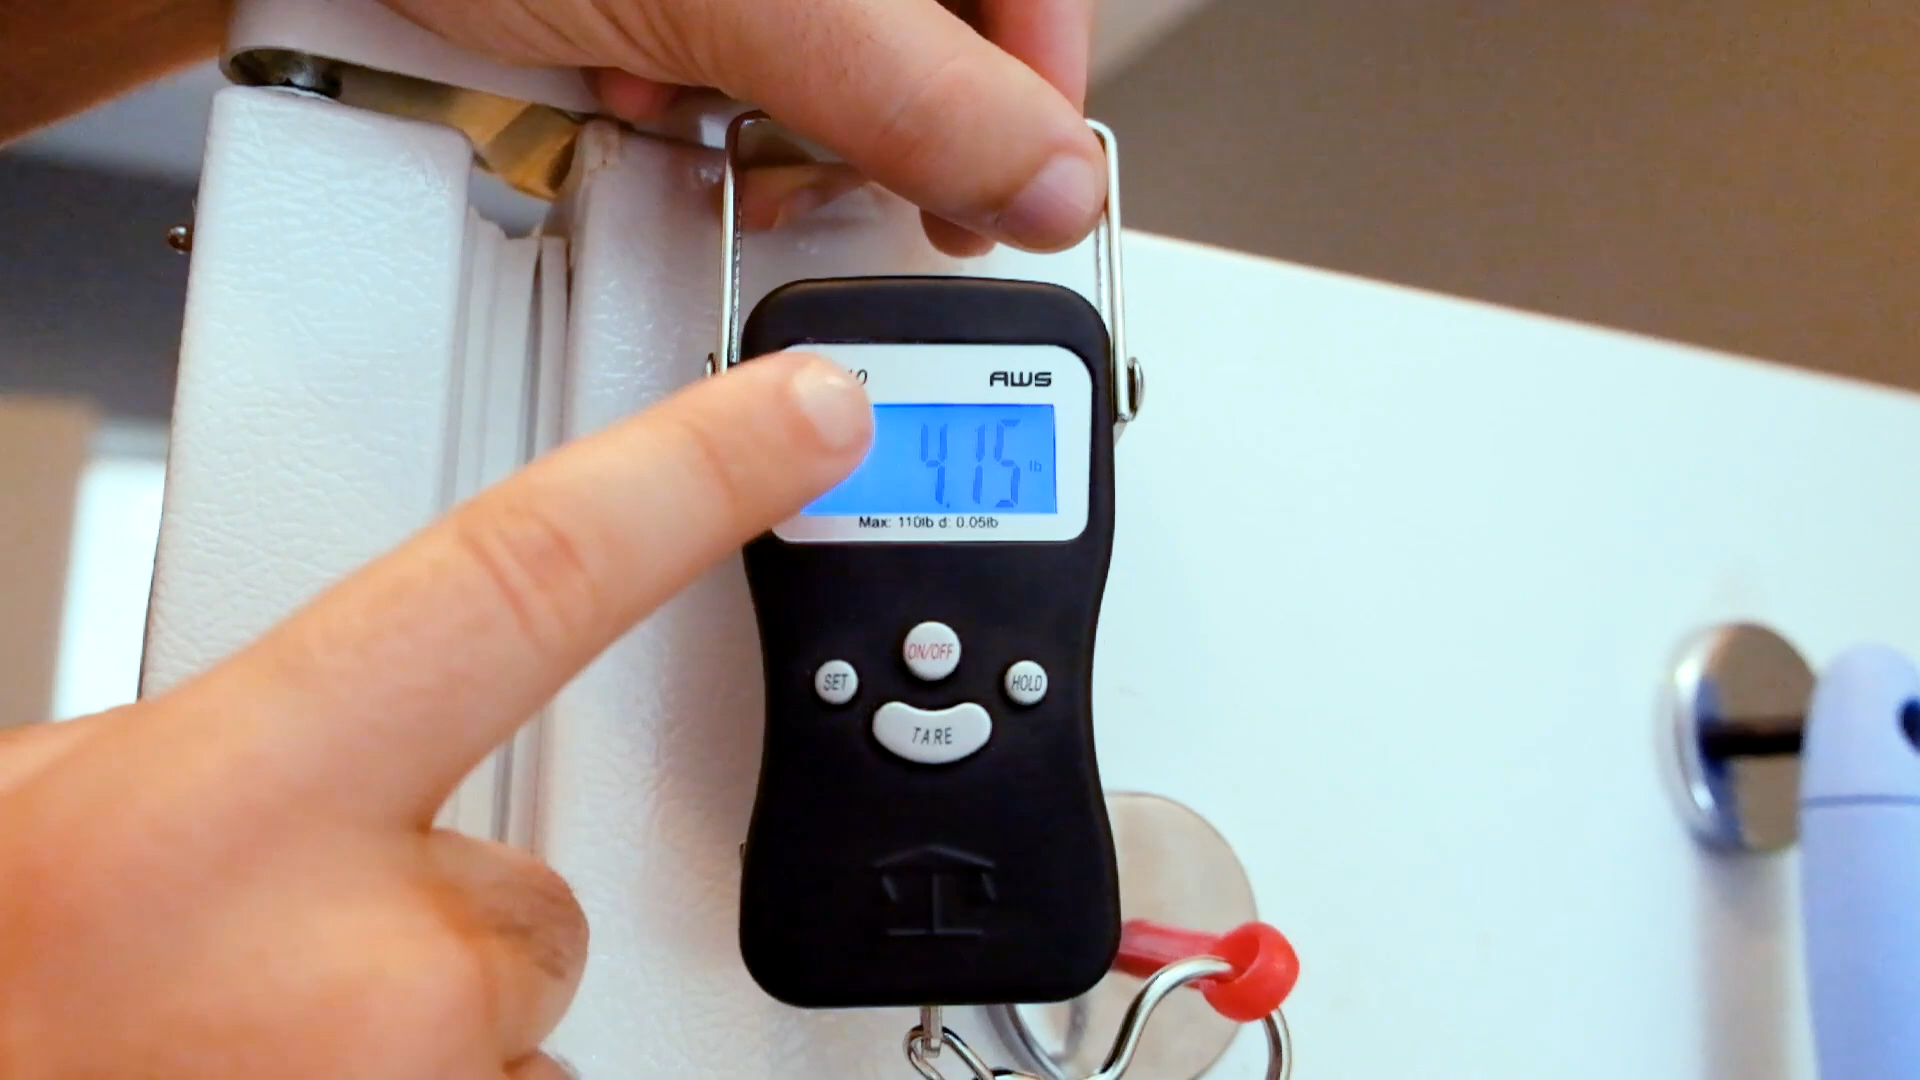 AWS
4.15 lb
Max: 110lb d: 0.05lb
ON/OFF
SET
HOLD
TARE